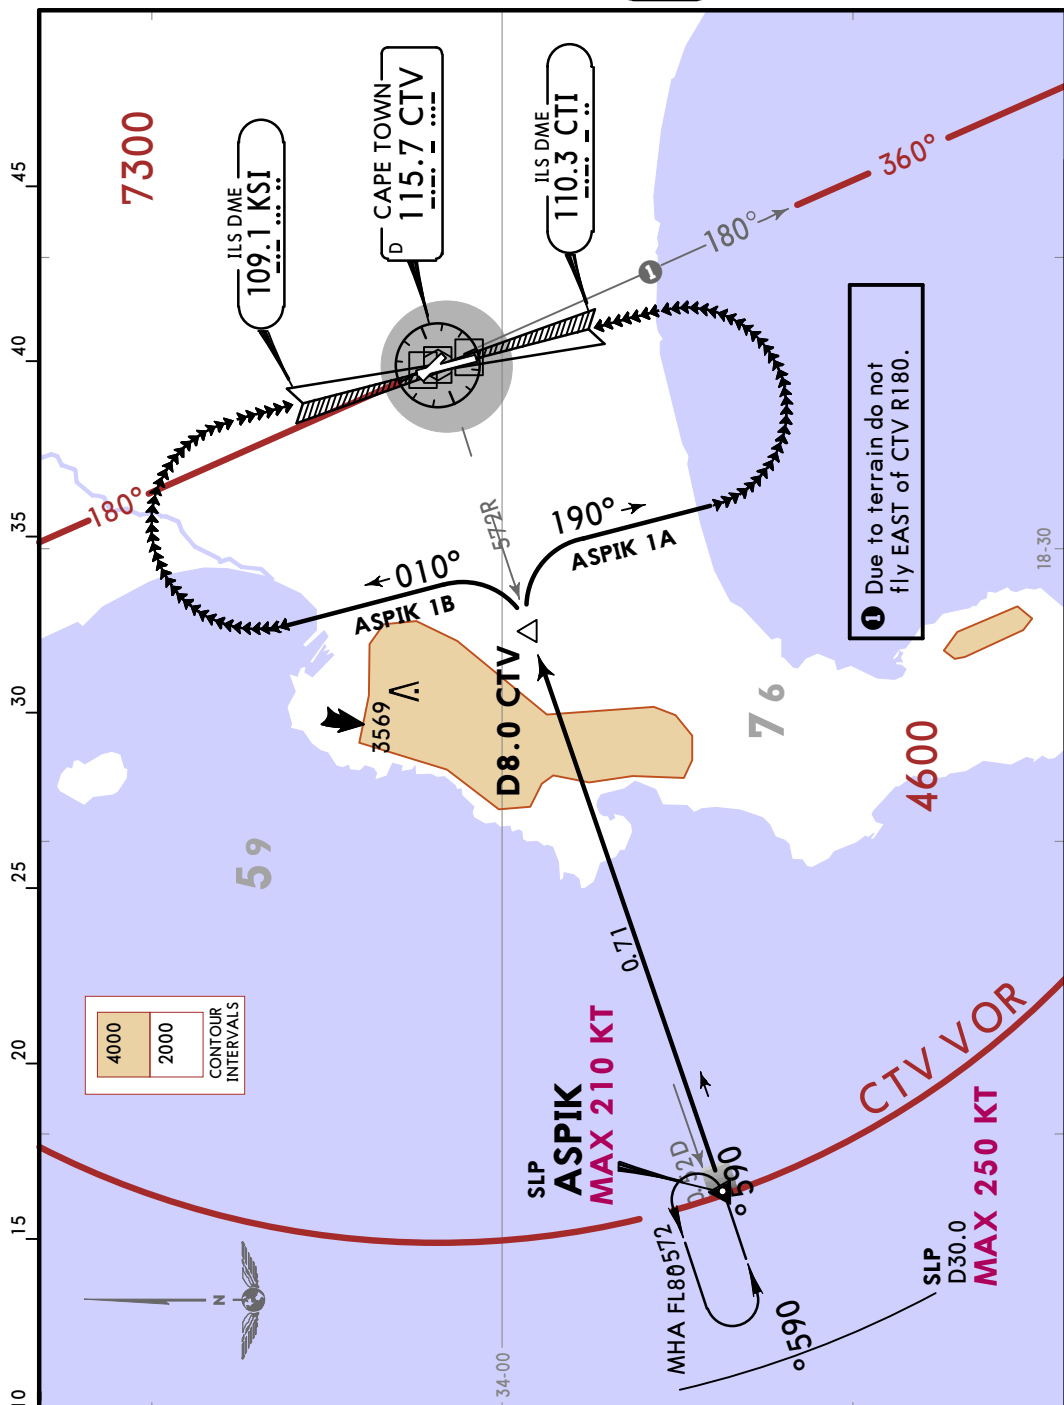 45
40
35
30
25
20
15
10
7300
ILS DME
109.1 KSI
D
CAPE TOWN
115.7 CTV
ILS DME
110.3 CTI
360°
180°
1
180°
572R
190°
ASPIK 1A
010°
ASPIK 1B
1 Due to terrain do not
fly EAST of CTV R180.
18-30
D8.0 CTV
3569
76
4600
59
4000
2000
CONTOUR
INTERVALS
0.71
CTV VOR
SLP
ASPIK
MAX 210 KT
°590
MHA FL80
572
°590
SLP
D30.0
MAX 250 KT
N
34-00